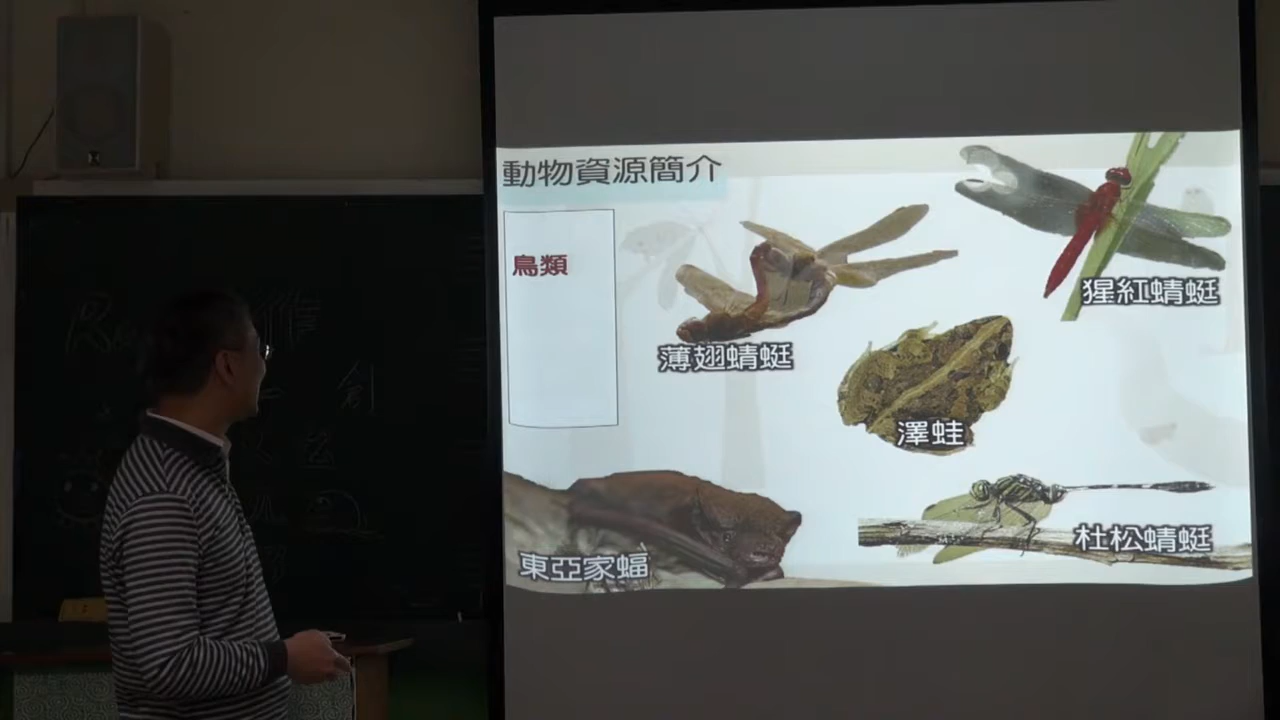 動物資源簡介
鳥類
猩紅蜻蜓
薄翅蜻蜓
澤蛙
杜松蜻蜓
東亞家蝠
創